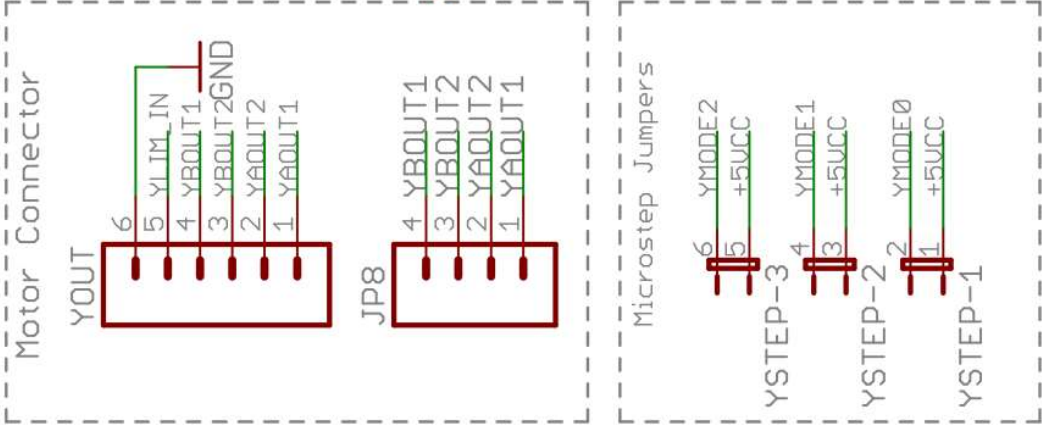 Motor Connector
YOUT
6
5
4
3
2
1
YLIM_IN
YBOUT1
YBOUT2
YAOUT2
YAOUT1
GND
JP8
4
3
2
1
YBOUT1
YBOUT2
YAOUT2
YAOUT1
Microstep Jumpers
YMODE2
+5VCC
6
5
YSTEP-3
YMODE1
+5VCC
4
3
YSTEP-2
YMODE0
+5VCC
2
1
YSTEP-1